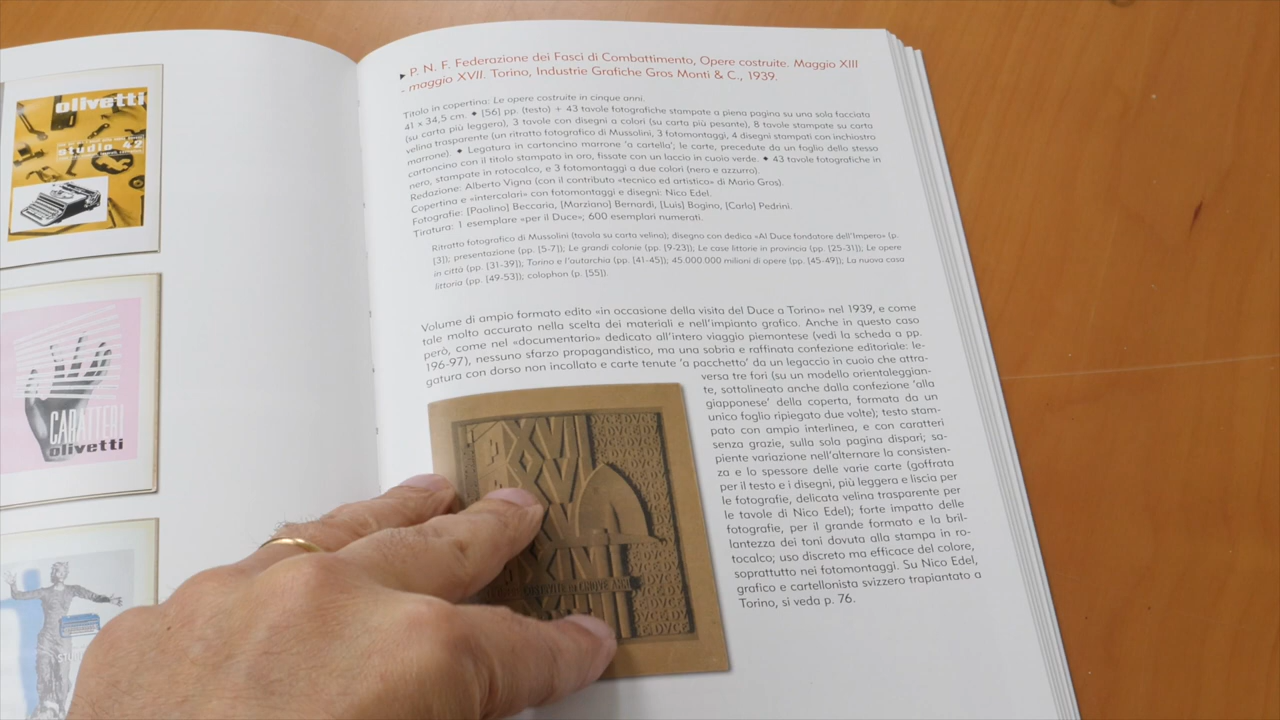 olivetti
studio 42
CARATTERI
olivetti
P. N. F. Federazione dei Fasci di Combattimento, Opere costruite. Maggio XIII
- maggio XVII. Torino, Industrie Grafiche Gros Monti & C., 1939.
Titolo in copertina: Le opere costruite in cinque anni.
41 x 34,5 cm. ◆ [56] pp. (testo) + 43 tavole fotografiche stampate a piena pagina su una sola facciata
(su carta più leggera), 3 tavole con disegni a colori (su carta più pesante), 8 tavole stampate su carta
velina trasparente (un ritratto fotografico di Mussolini, 3 fotomontaggi, 4 disegni stampati con inchiostro
marrone). ◆ Legatura in cartoncino marrone 'a cartella'; le carte, precedute da un foglio dello stesso
cartoncino con il titolo stampato in oro, fissate con un laccio in cuoio verde. ◆ 43 tavole fotografiche in
nero, stampate in rotocalco, e 3 fotomontaggi a due colori (nero e azzurro).
Redazione: Alberto Vigna (con il contributo «tecnico ed artistico» di Mario Gros).
Copertina e «intercalari» con fotomontaggi e disegni: Nico Edel.
Fotografie: [Paolino] Beccaria, [Marziano] Bernardi, [Luis] Bogino, [Carlo] Pedrini.
Tiratura: 1 esemplare «per il Duce»; 600 esemplari numerati.
Ritratto fotografico di Mussolini (tavola su carta velina); disegno con dedica «Al Duce fondatore dell'Impero» (p.
[3]); presentazione (pp. [5-7]); Le grandi colonie (pp. [9-23]); Le case littorie in provincia (pp. [25-31]); Le opere
in città (pp. [31-39]); Torino e l'autarchia (pp. [41-45]); 45 000 000 milioni di opere (pp. [45-49]); La nuova casa
littoria (pp. [49-53]); colophon (p. [55]).
Volume di ampio formato edito «in occasione della visita del Duce a Torino» nel 1939, e come
tale molto accurato nella scelta dei materiali e nell'impianto grafico. Anche in questo caso
però, come nel «documentario» dedicato all'intero viaggio piemontese (vedi la scheda a pp.
196-97), nessuno sfarzo propagandistico, ma una sobria e raffinata confezione editoriale: le-
gatura con dorso non incollato e carte tenute 'a pacchetto' da un legaccio in cuoio che attra-
versa tre fori (su un modello orientaleggian-
te, sottolineato anche dalla confezione 'alla
giapponese' della coperta, formata da un
unico foglio ripiegato due volte); testo stam-
pato con ampio interlinea, e con caratteri
senza grazie, sulla sola pagina dispari; sa-
piente variazione nell'alternare la consisten-
za e lo spessore delle varie carte (goffrata
per il testo e i disegni, più leggera e liscia per
le fotografie, delicata velina trasparente per
le tavole di Nico Edel); forte impatto delle
fotografie, per il grande formato e la bril-
lantezza dei toni dovuta alla stampa in ro-
tocalco; uso discreto ma efficace del colore,
soprattutto nei fotomontaggi. Su Nico Edel,
grafico e cartellonista svizzero trapiantato a
Torino, si veda p. 76.
XVII
XVI
CINQVE ANNI
DVCE